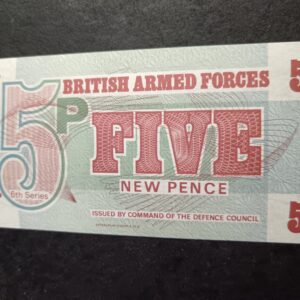 BRITISH ARMED FORCES
5P FIVE 5
NEW PENCE
6th Series
ISSUED BY COMMAND OF THE DEFENCE COUNCIL
5